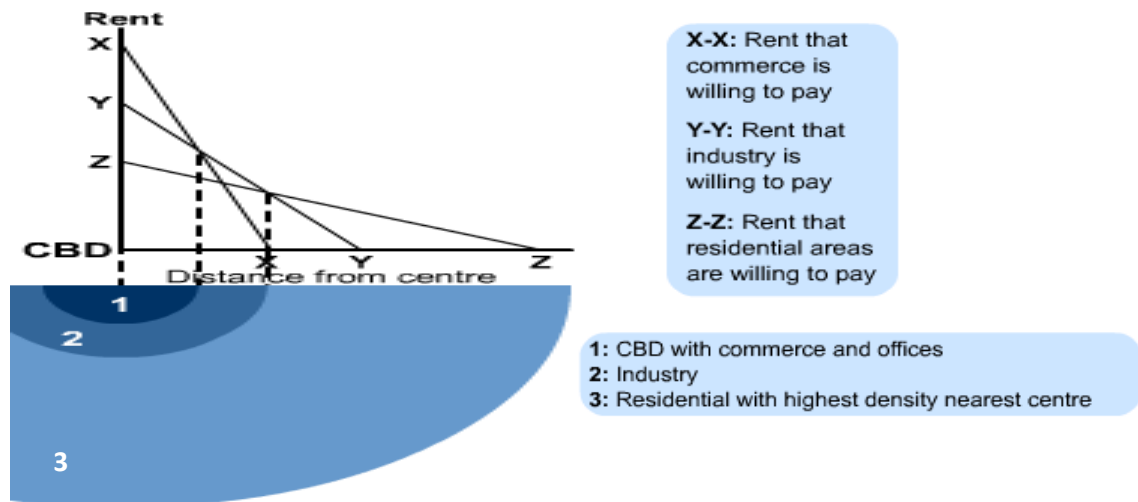 Rent
X
Y
Z
CBD
X Y Z
Distance from centre
1
2
3
X-X: Rent that
commerce is
willing to pay
Y-Y: Rent that
industry is
willing to pay
Z-Z: Rent that
residential areas
are willing to pay
1: CBD with commerce and offices
2: Industry
3: Residential with highest density nearest centre